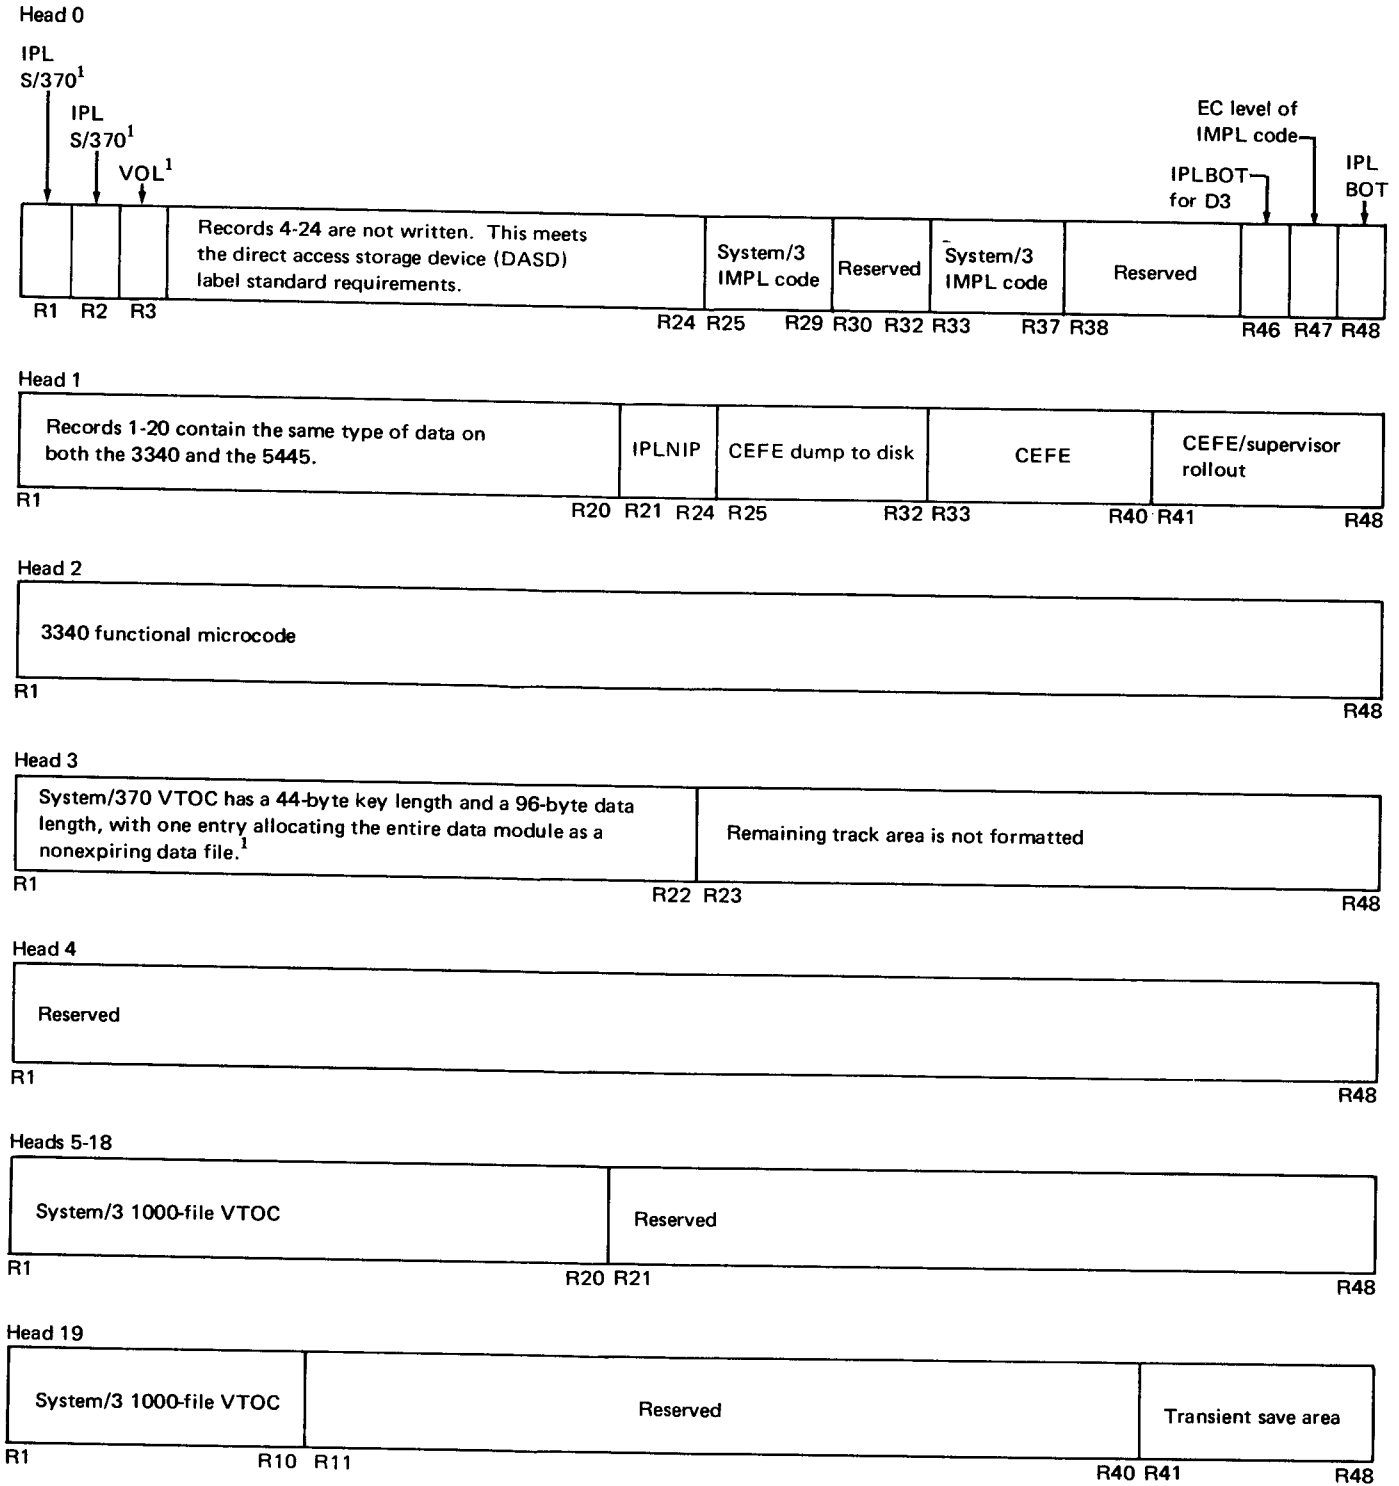 Head 0
IPL
S/370¹
IPL
S/370¹
VOL¹
EC level of
IMPL code
IPLBOT
for D3
IPL
BOT
Records 4-24 are not written. This meets
the direct access storage device (DASD)
label standard requirements.
System/3
IMPL code
Reserved
System/3
IMPL code
Reserved
R1 R2 R3 R24 R25 R29 R30 R32 R33 R37 R38 R46 R47 R48
Head 1
Records 1-20 contain the same type of data on
both the 3340 and the 5445.
IPLNIP
CEFE dump to disk
CEFE
CEFE/supervisor
rollout
R1 R20 R21 R24 R25 R32 R33 R40 R41 R48
Head 2
3340 functional microcode
R1 R48
Head 3
System/370 VTOC has a 44-byte key length and a 96-byte data
length, with one entry allocating the entire data module as a
nonexpiring data file.¹
Remaining track area is not formatted
R1 R22 R23 R48
Head 4
Reserved
R1 R48
Heads 5-18
System/3 1000-file VTOC
Reserved
R1 R20 R21 R48
Head 19
System/3 1000-file VTOC
Reserved
Transient save area
R1 R10 R11 R40 R41 R48